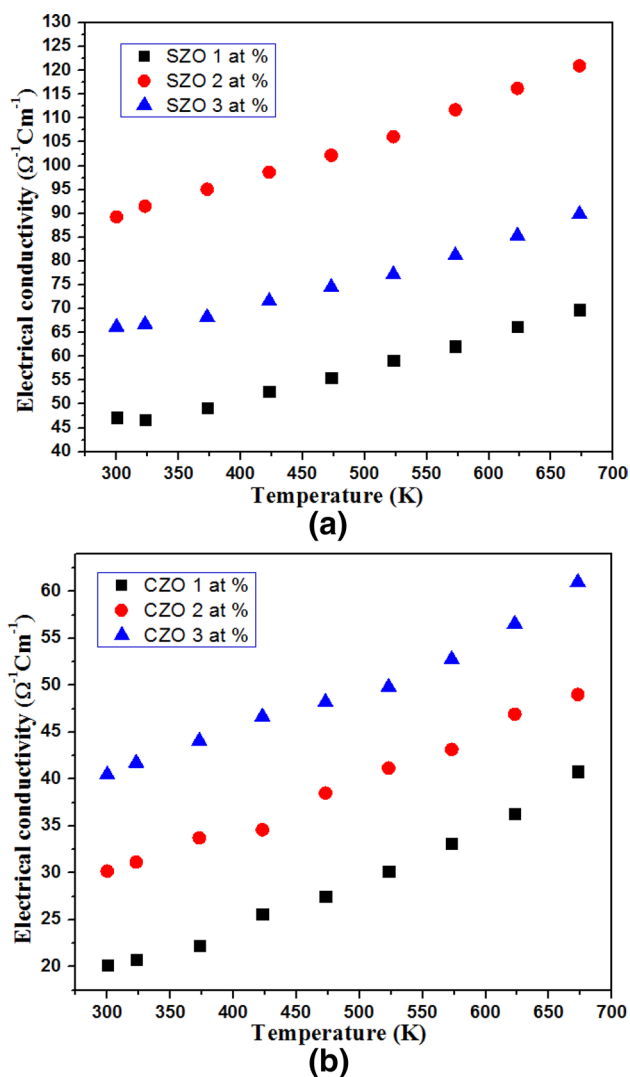 130
125
120
115
110
105
100
95
90
85
80
75
70
65
60
55
50
45
40
Electrical conductivity (Ω⁻¹Cm⁻¹)
SZO 1 at %
SZO 2 at %
SZO 3 at %
300 350 400 450 500 550 600 650 700
Temperature (K)
(a)
60
55
50
45
40
35
30
25
20
Electrical conductivity (Ω⁻¹Cm⁻¹)
CZO 1 at %
CZO 2 at %
CZO 3 at %
300 350 400 450 500 550 600 650 700
Temperature (K)
(b)